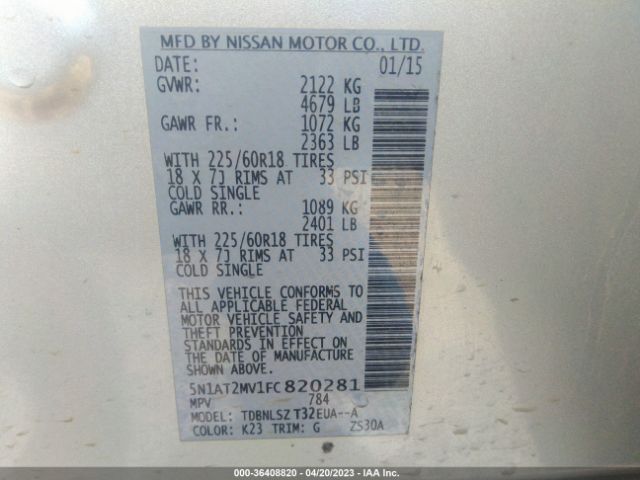 MFD BY NISSAN MOTOR CO., LTD.
DATE: 01/15
GVWR: 2122 KG
4679 LB
GAWR FR.: 1072 KG
2363 LB
WITH 225/60R18 TIRES
18 X 7J RIMS AT 33 PSI
COLD SINGLE
GAWR RR.: 1089 KG
2401 LB
WITH 225/60R18 TIRES
18 X 7J RIMS AT 33 PSI
COLD SINGLE
THIS VEHICLE CONFORMS TO
ALL APPLICABLE FEDERAL
MOTOR VEHICLE SAFETY AND
THEFT PREVENTION
STANDARDS IN EFFECT ON
THE DATE OF MANUFACTURE
SHOWN ABOVE.
5N1AT2MV1FC820281
MPV 784
MODEL: TDBNLSZ T32EUA--A
COLOR: K23 TRIM: G ZS30A
000-36408820 / 04/20/2023 - IAA Inc.